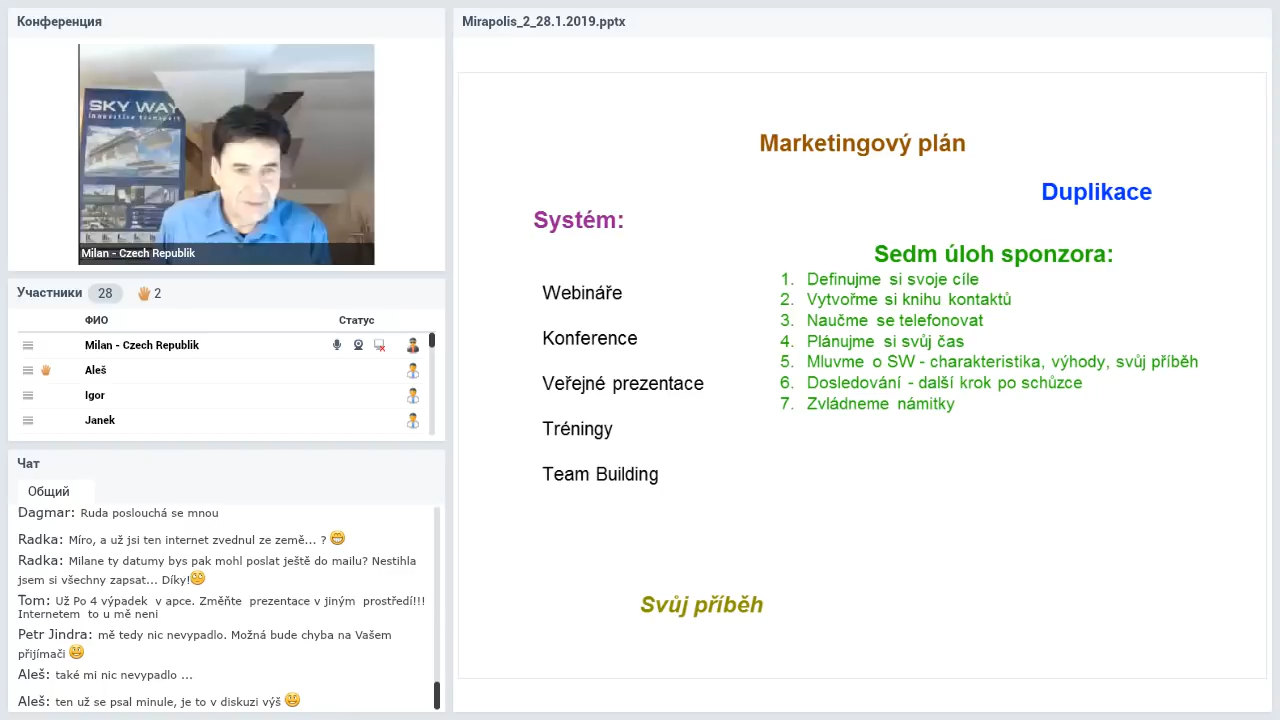 Конференция
SKY WAY
innovative transport
Milan - Czech Republik
Участники 28 2
ФИО Статус
Milan - Czech Republik
Aleš
Igor
Janek
Чат
Общий
Dagmar: Ruda poslouchá se mnou
Radka: Míro, a už jsi ten internet zvednul ze země... ?
Radka: Milane ty datumy bys pak mohl poslat ještě do mailu? Nestihla
jsem si všechny zapsat... Díky!
Tom: Už Po 4 výpadek v apce. Změňte prezentace v jiným prostředí!!!
Internetem to u mě neni
Petr Jindra: mě tedy nic nevypadlo. Možná bude chyba na Vašem
přijímači
Aleš: také mi nic nevypadlo ...
Aleš: ten už se psal minule, je to v diskuzi výš
Mirapolis_2_28.1.2019.pptx
Marketingový plán
Duplikace
Systém:
Webináře
Konference
Veřejné prezentace
Tréningy
Team Building
Sedm úloh sponzora:
1. Definujme si svoje cíle
2. Vytvořme si knihu kontaktů
3. Naučme se telefonovat
4. Plánujme si svůj čas
5. Mluvme o SW - charakteristika, výhody, svůj příběh
6. Dosledování - další krok po schůzce
7. Zvládneme námitky
Svůj příběh